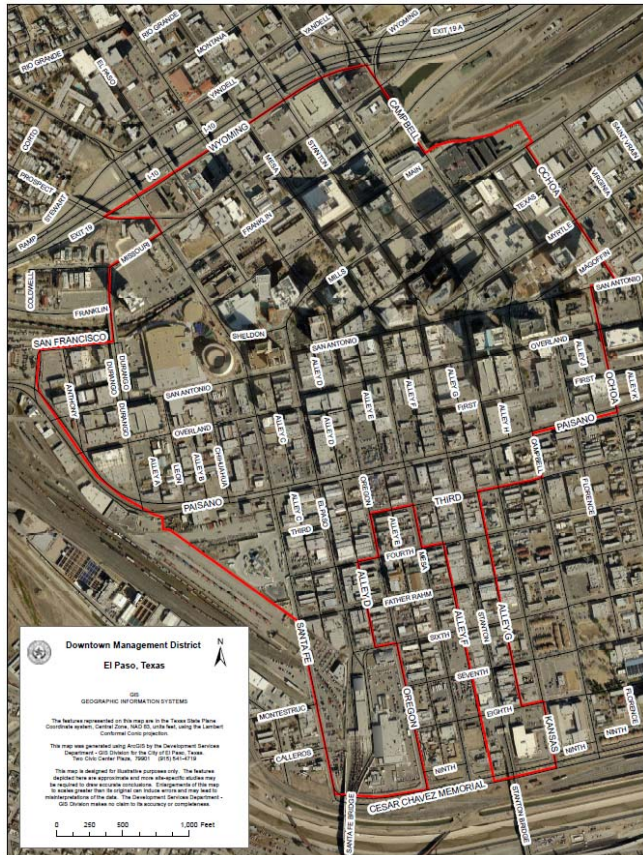 RIO GRANDE
RIO GRANDE
MONTANA
YANDELL
WYOMING
EXIT 19 A
EL PASO
YANDELL
I-10
WYOMING
CAMPBELL
CORTO
MESA
STANTON
MAIN
OCHOA
SAINT VRAIN
VIRGINIA
PROSPECT
STEWART
I-10
TEXAS
RAMP
EXIT 19
MISSOURI
FRANKLIN
MYRTLE
MAGOFFIN
COLDWELL
MILLS
SAN ANTONIO
FRANKLIN
SAN FRANCISCO
SHELDON
SAN ANTONIO
OVERLAND
ALLEY J
DURANGO
DURANGO
ANTHONY
SAN ANTONIO
ALLEY D
ALLEY E
ALLEY F
ALLEY G
FIRST
OCHOA
ALLEY K
OVERLAND
ALLEY C
ALLEY D
FIRST
ALLEY H
PAISANO
ALLEY A
LEON
ALLEY B
CHIHUAHUA
CAMPBELL
FLORENCE
PAISANO
ALLEY C
EL PASO
OREGON
THIRD
THIRD
ALLEY E
FOURTH
MESA
ALLEY D
FATHER RAHM
STANTON
ALLEY G
SANTA FE
SIXTH
ALLEY F
SEVENTH
OREGON
EIGHTH
KANSAS
FLORENCE
MONTESTRUC
NINTH
NINTH
CALLEROS
NINTH
CESAR CHAVEZ MEMORIAL
SANTA FE BRIDGE
STANTON BRIDGE
Downtown Management District
El Paso, Texas
N
GIS
GEOGRAPHIC INFORMATION SYSTEMS
The features represented on this map are in the Texas State Plane
Coordinate system, Central Zone, NAD 83, units feet, using the Lambert
Conformal Conic projection.
This map was generated using ArcGIS by the Development Services
Department - GIS Division for the City of El Paso, Texas.
Two Civic Center Plaza, 79901 (915) 541-4719
This map is designed for illustrative purposes only. The features
depicted here are approximate and more site-specific studies may
be required to draw accurate conclusions. Enlargements of this map
to scales greater than its original can induce errors and may lead to
misinterpretations of the data. The Development Services Department -
GIS Division makes no claim to its accuracy or completeness.
0 250 500 1,000 Feet